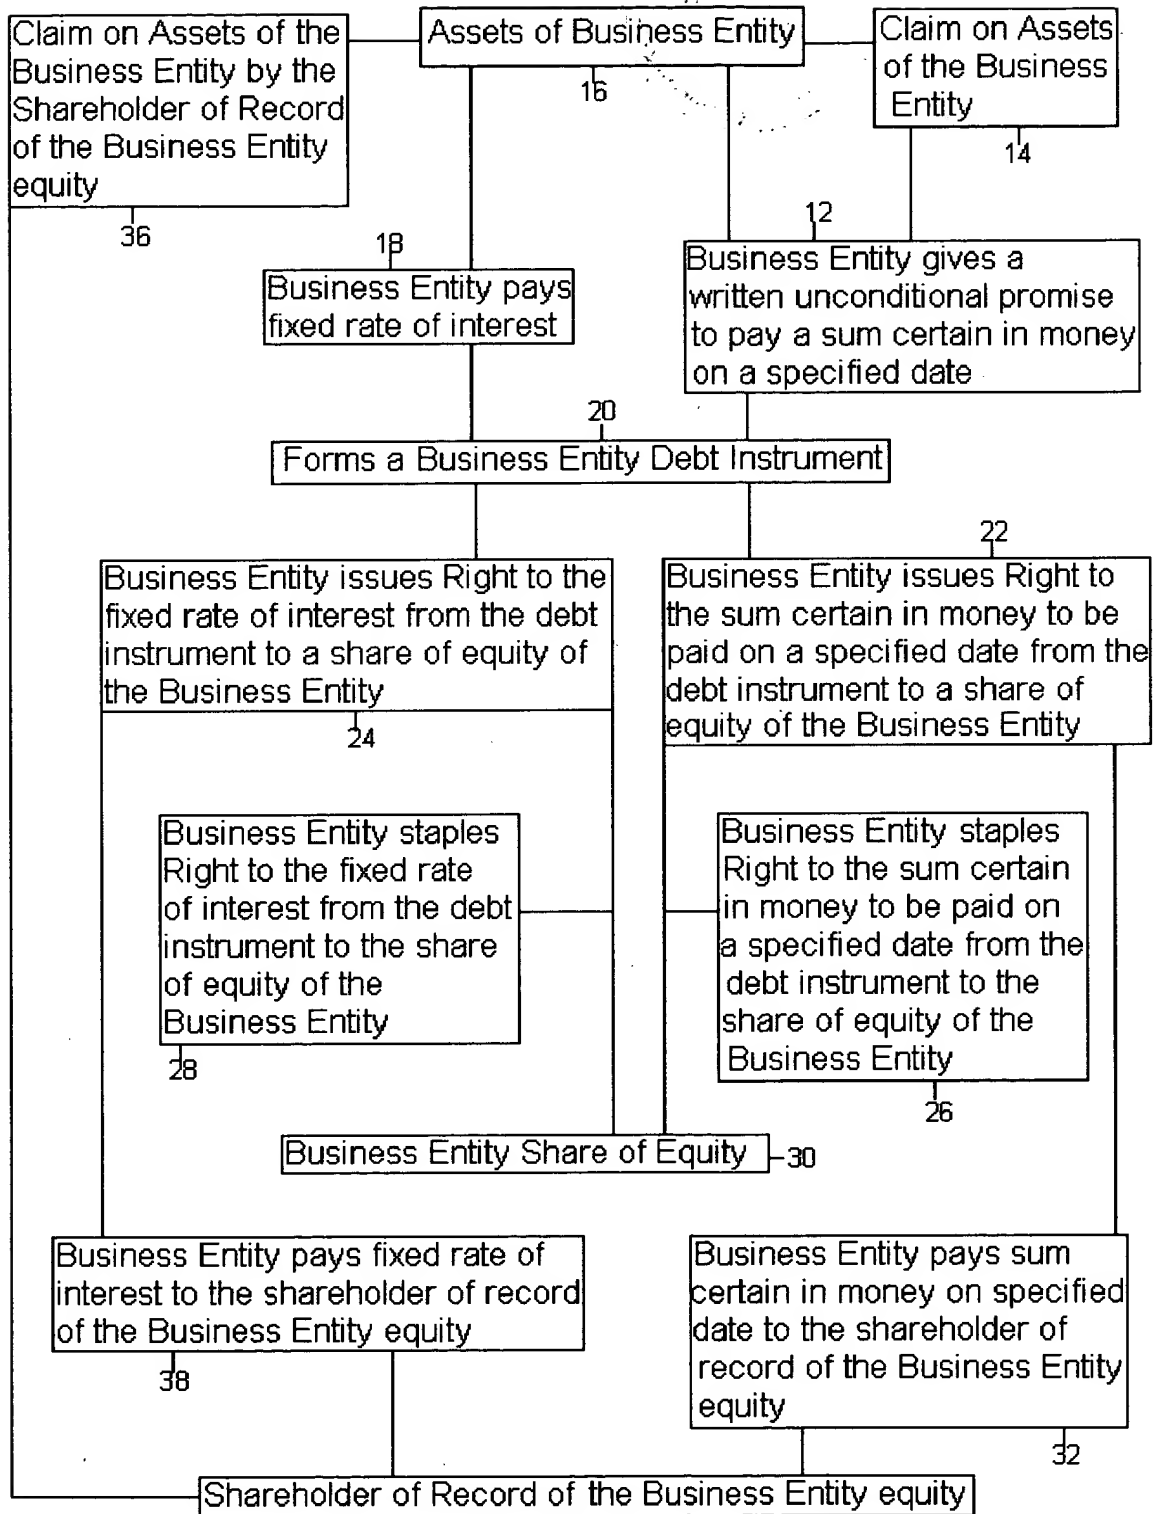 Claim on Assets of the
Business Entity by the
Shareholder of Record
of the Business Entity
equity
36
Assets of Business Entity
16
Claim on Assets
of the Business
Entity
14
18
Business Entity pays
fixed rate of interest
12
Business Entity gives a
written unconditional promise
to pay a sum certain in money
on a specified date
20
Forms a Business Entity Debt Instrument
Business Entity issues Right to the
fixed rate of interest from the debt
instrument to a share of equity of
the Business Entity
24
22
Business Entity issues Right to
the sum certain in money to be
paid on a specified date from the
debt instrument to a share of
equity of the Business Entity
Business Entity staples
Right to the fixed rate
of interest from the debt
instrument to the share
of equity of the
Business Entity
28
Business Entity staples
Right to the sum certain
in money to be paid on
a specified date from the
debt instrument to the
share of equity of the
Business Entity
26
Business Entity Share of Equity
30
Business Entity pays fixed rate of
interest to the shareholder of record
of the Business Entity equity
38
Business Entity pays sum
certain in money on specified
date to the shareholder of
record of the Business Entity
equity
32
Shareholder of Record of the Business Entity equity